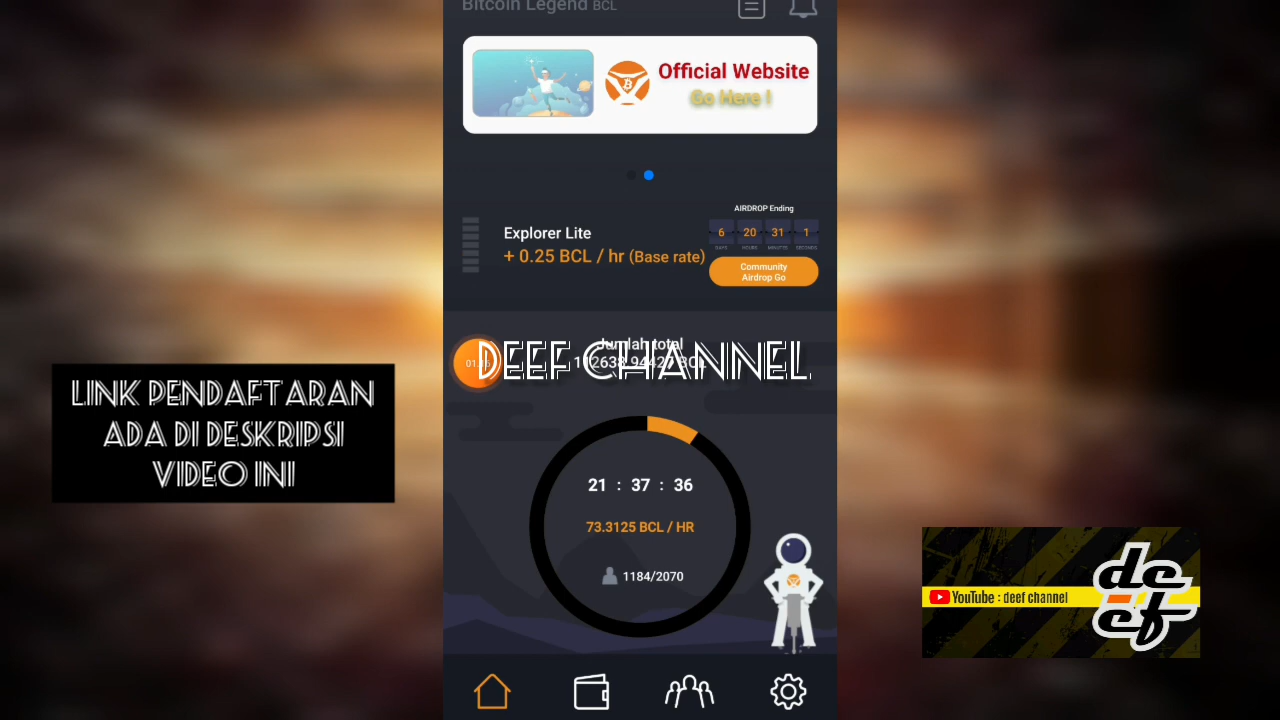 Bitcoin Legend BCL
Official Website
Go Here !
AIRDROP Ending
6 20 31 1
DAYS HOURS MINUTES SECONDS
Explorer Lite
+ 0.25 BCL / hr (Base rate)
Community
Airdrop Go
Jumlah total
BCL
DEEF CHANNEL
LINK PENDAFTARAN
ADA DI DESKRIPSI
VIDEO INI
21 : 37 : 36
73.3125 BCL / HR
1184/2070
YouTube : deef channel
deef